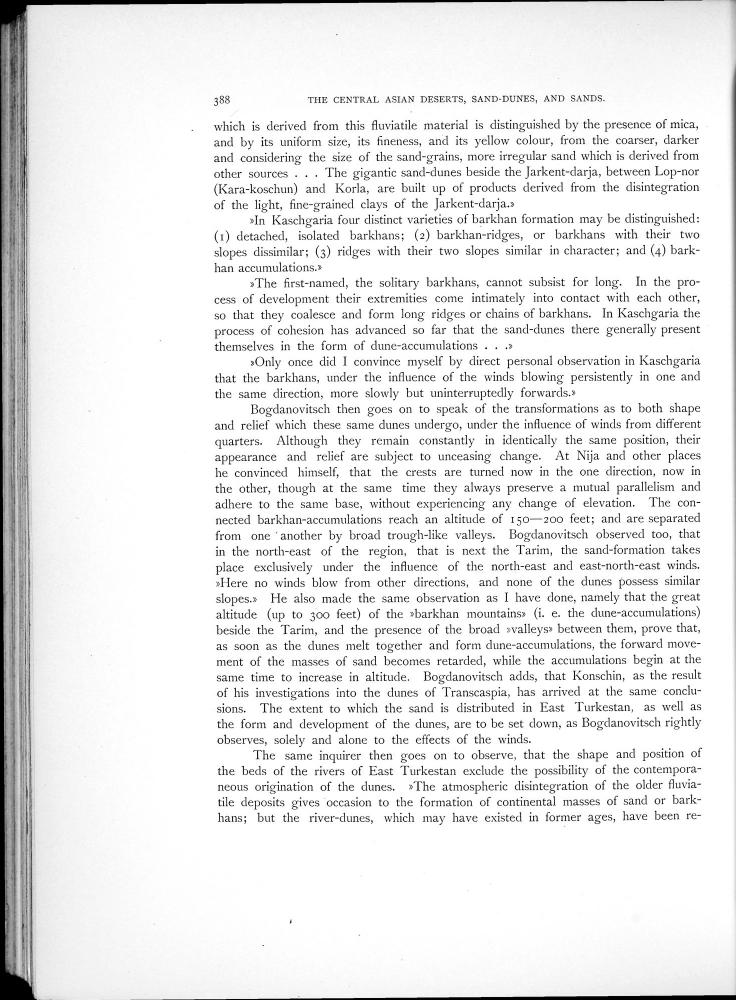 388 THE CENTRAL ASIAN DESERTS, SAND-DUNES, AND SANDS.
which is derived from this fluviatile material is distinguished by the presence of mica,
and by its uniform size, its fineness, and its yellow colour, from the coarser, darker
and considering the size of the sand-grains, more irregular sand which is derived from
other sources . . . The gigantic sand-dunes beside the Jarkent-darja, between Lop-nor
(Kara-koschun) and Korla, are built up of products derived from the disintegration
of the light, fine-grained clays of the Jarkent-darja.»
»In Kaschgaria four distinct varieties of barkhan formation may be distinguished:
(1) detached, isolated barkhans; (2) barkhan-ridges, or barkhans with their two
slopes dissimilar; (3) ridges with their two slopes similar in character; and (4) bark-
han accumulations.»
»The first-named, the solitary barkhans, cannot subsist for long. In the pro-
cess of development their extremities come intimately into contact with each other,
so that they coalesce and form long ridges or chains of barkhans. In Kaschgaria the
process of cohesion has advanced so far that the sand-dunes there generally present
themselves in the form of dune-accumulations . . .»
»Only once did I convince myself by direct personal observation in Kaschgaria
that the barkhans, under the influence of the winds blowing persistently in one and
the same direction, more slowly but uninterruptedly forwards.»
Bogdanovitsch then goes on to speak of the transformations as to both shape
and relief which these same dunes undergo, under the influence of winds from different
quarters. Although they remain constantly in identically the same position, their
appearance and relief are subject to unceasing change. At Nija and other places
he convinced himself, that the crests are turned now in the one direction, now in
the other, though at the same time they always preserve a mutual parallelism and
adhere to the same base, without experiencing any change of elevation. The con-
nected barkhan-accumulations reach an altitude of 150—200 feet; and are separated
from one another by broad trough-like valleys. Bogdanovitsch observed too, that
in the north-east of the region, that is next the Tarim, the sand-formation takes
place exclusively under the influence of the north-east and east-north-east winds.
»Here no winds blow from other directions, and none of the dunes possess similar
slopes.» He also made the same observation as I have done, namely that the great
altitude (up to 300 feet) of the »barkhan mountains» (i. e. the dune-accumulations)
beside the Tarim, and the presence of the broad »valleys» between them, prove that,
as soon as the dunes melt together and form dune-accumulations, the forward move-
ment of the masses of sand becomes retarded, while the accumulations begin at the
same time to increase in altitude. Bogdanovitsch adds, that Konschin, as the result
of his investigations into the dunes of Transcaspia, has arrived at the same conclu-
sions. The extent to which the sand is distributed in East Turkestan, as well as
the form and development of the dunes, are to be set down, as Bogdanovitsch rightly
observes, solely and alone to the effects of the winds.
The same inquirer then goes on to observe, that the shape and position of
the beds of the rivers of East Turkestan exclude the possibility of the contempora-
neous origination of the dunes. »The atmospheric disintegration of the older fluvia-
tile deposits gives occasion to the formation of continental masses of sand or bark-
hans; but the river-dunes, which may have existed in former ages, have been re-